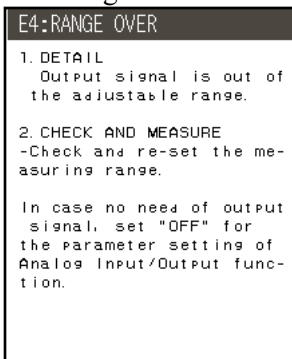 E4:RANGE OVER
1. DETAIL
Output signal is out of
the adjustable range.
2. CHECK AND MEASURE
-Check and re-set the me-
asuring range.
In case no need of output
signal, set "OFF" for
the parameter setting of
Analog Input/Output func-
tion.